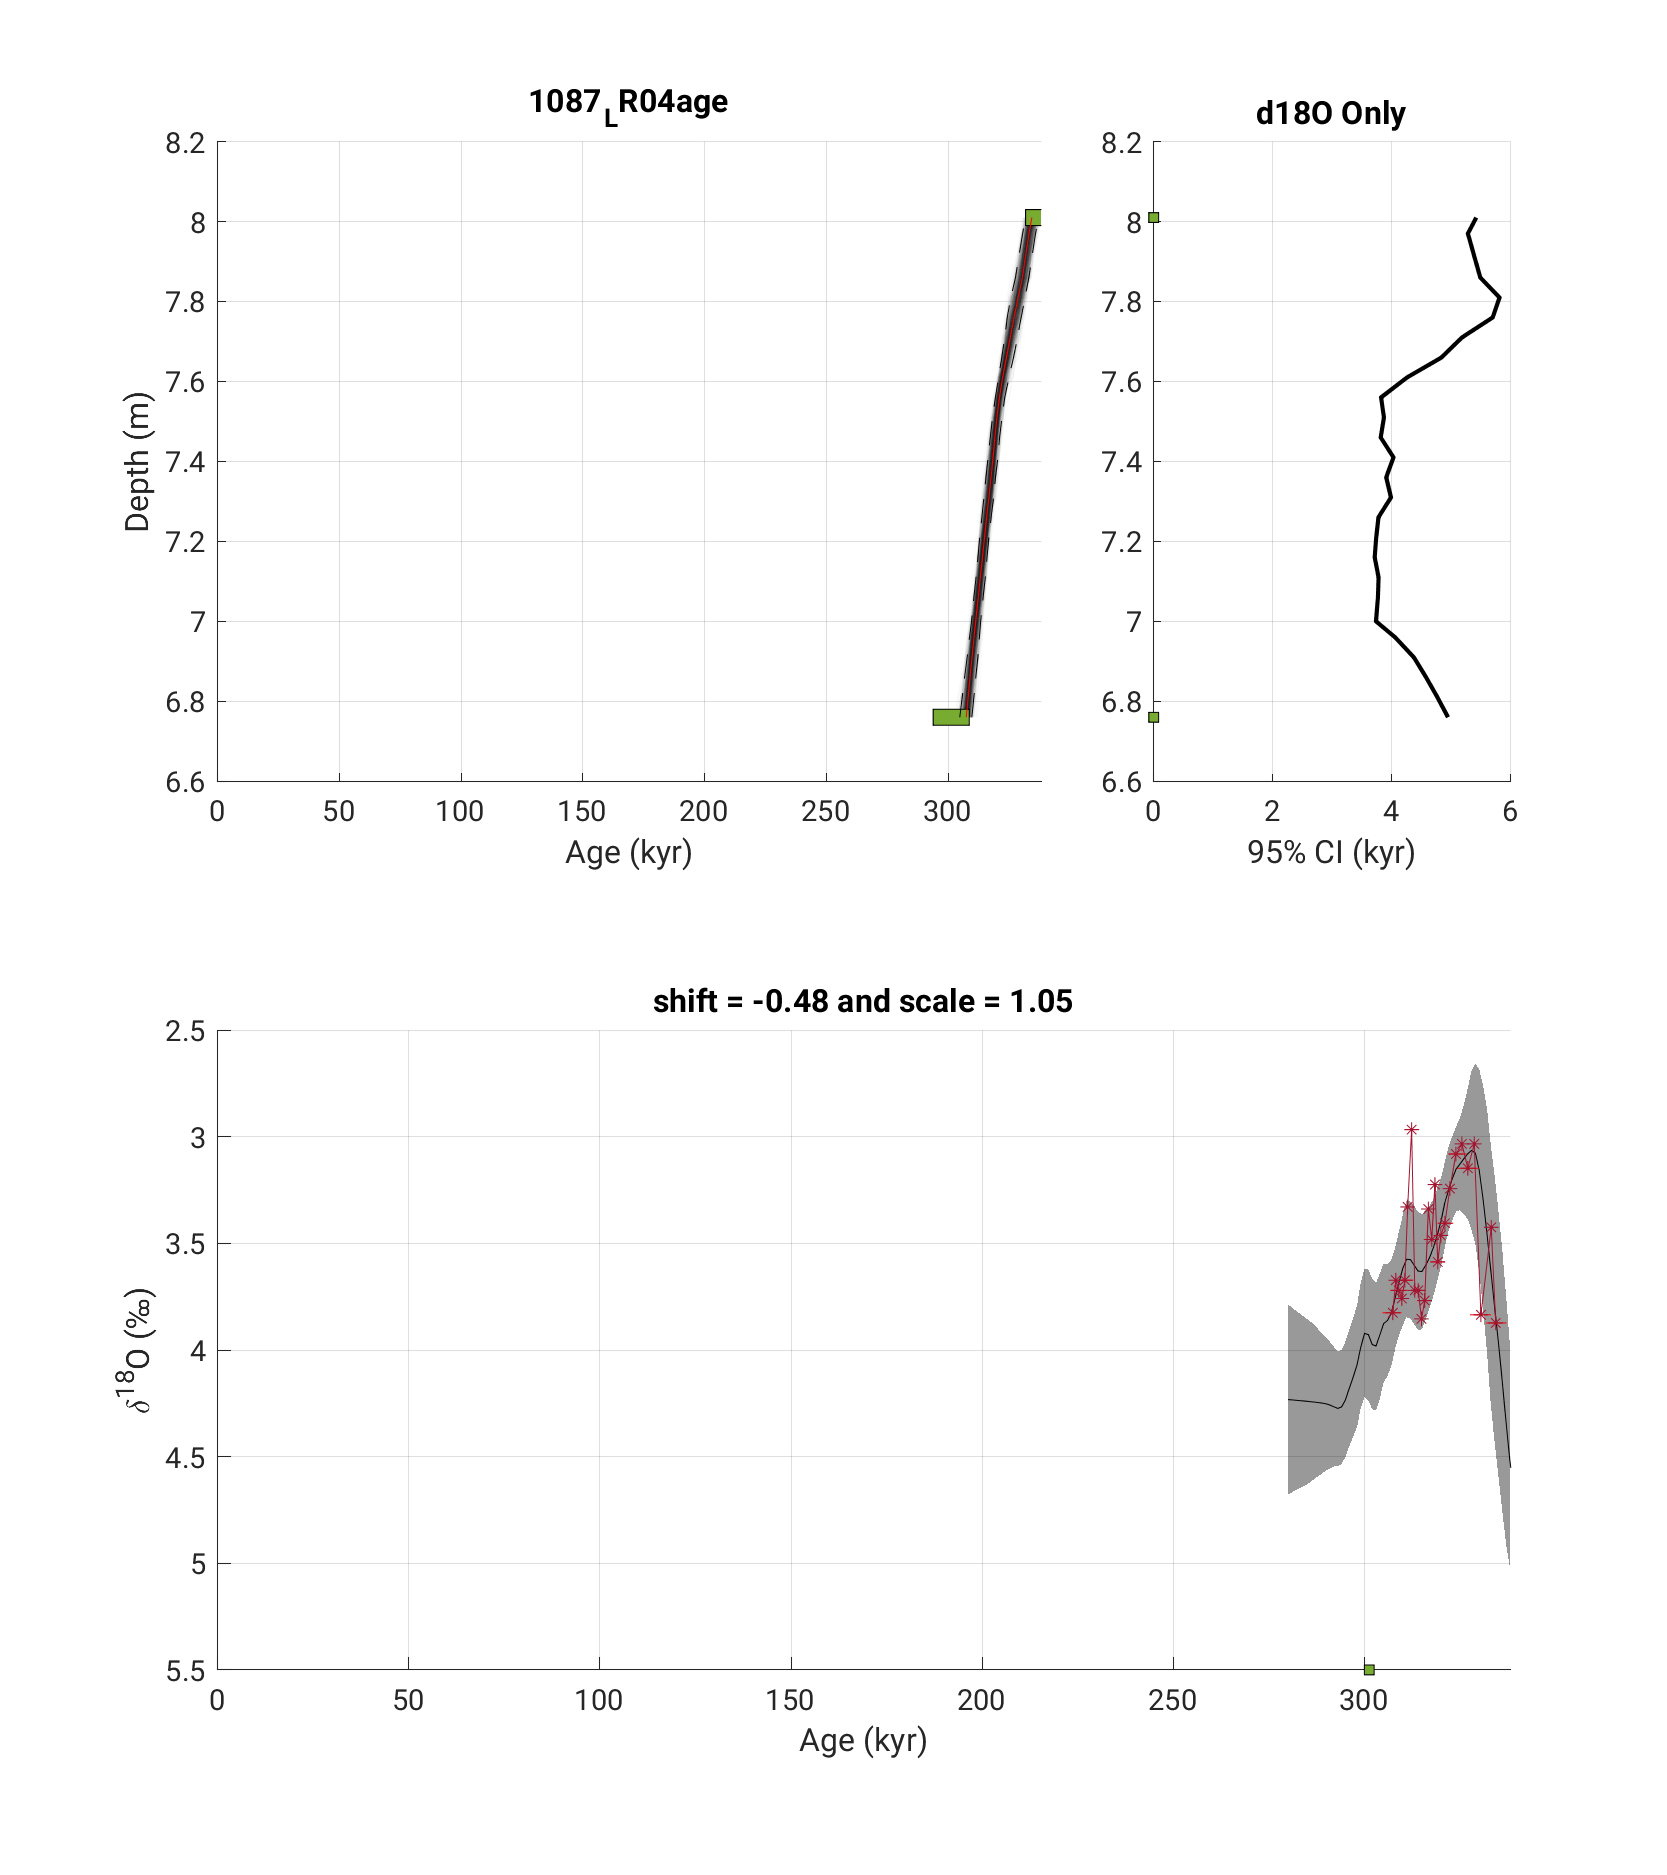 1087LR04age
8.2
8
7.8
7.6
7.4
7.2
7
6.8
6.6
Depth (m)
0 50 100 150 200 250 300
Age (kyr)
d18O Only
8.2
8
7.8
7.6
7.4
7.2
7
6.8
6.6
0 2 4 6
95% CI (kyr)
shift = -0.48 and scale = 1.05
2.5
3
3.5
4
4.5
5
5.5
δ18O (‰)
0 50 100 150 200 250 300
Age (kyr)